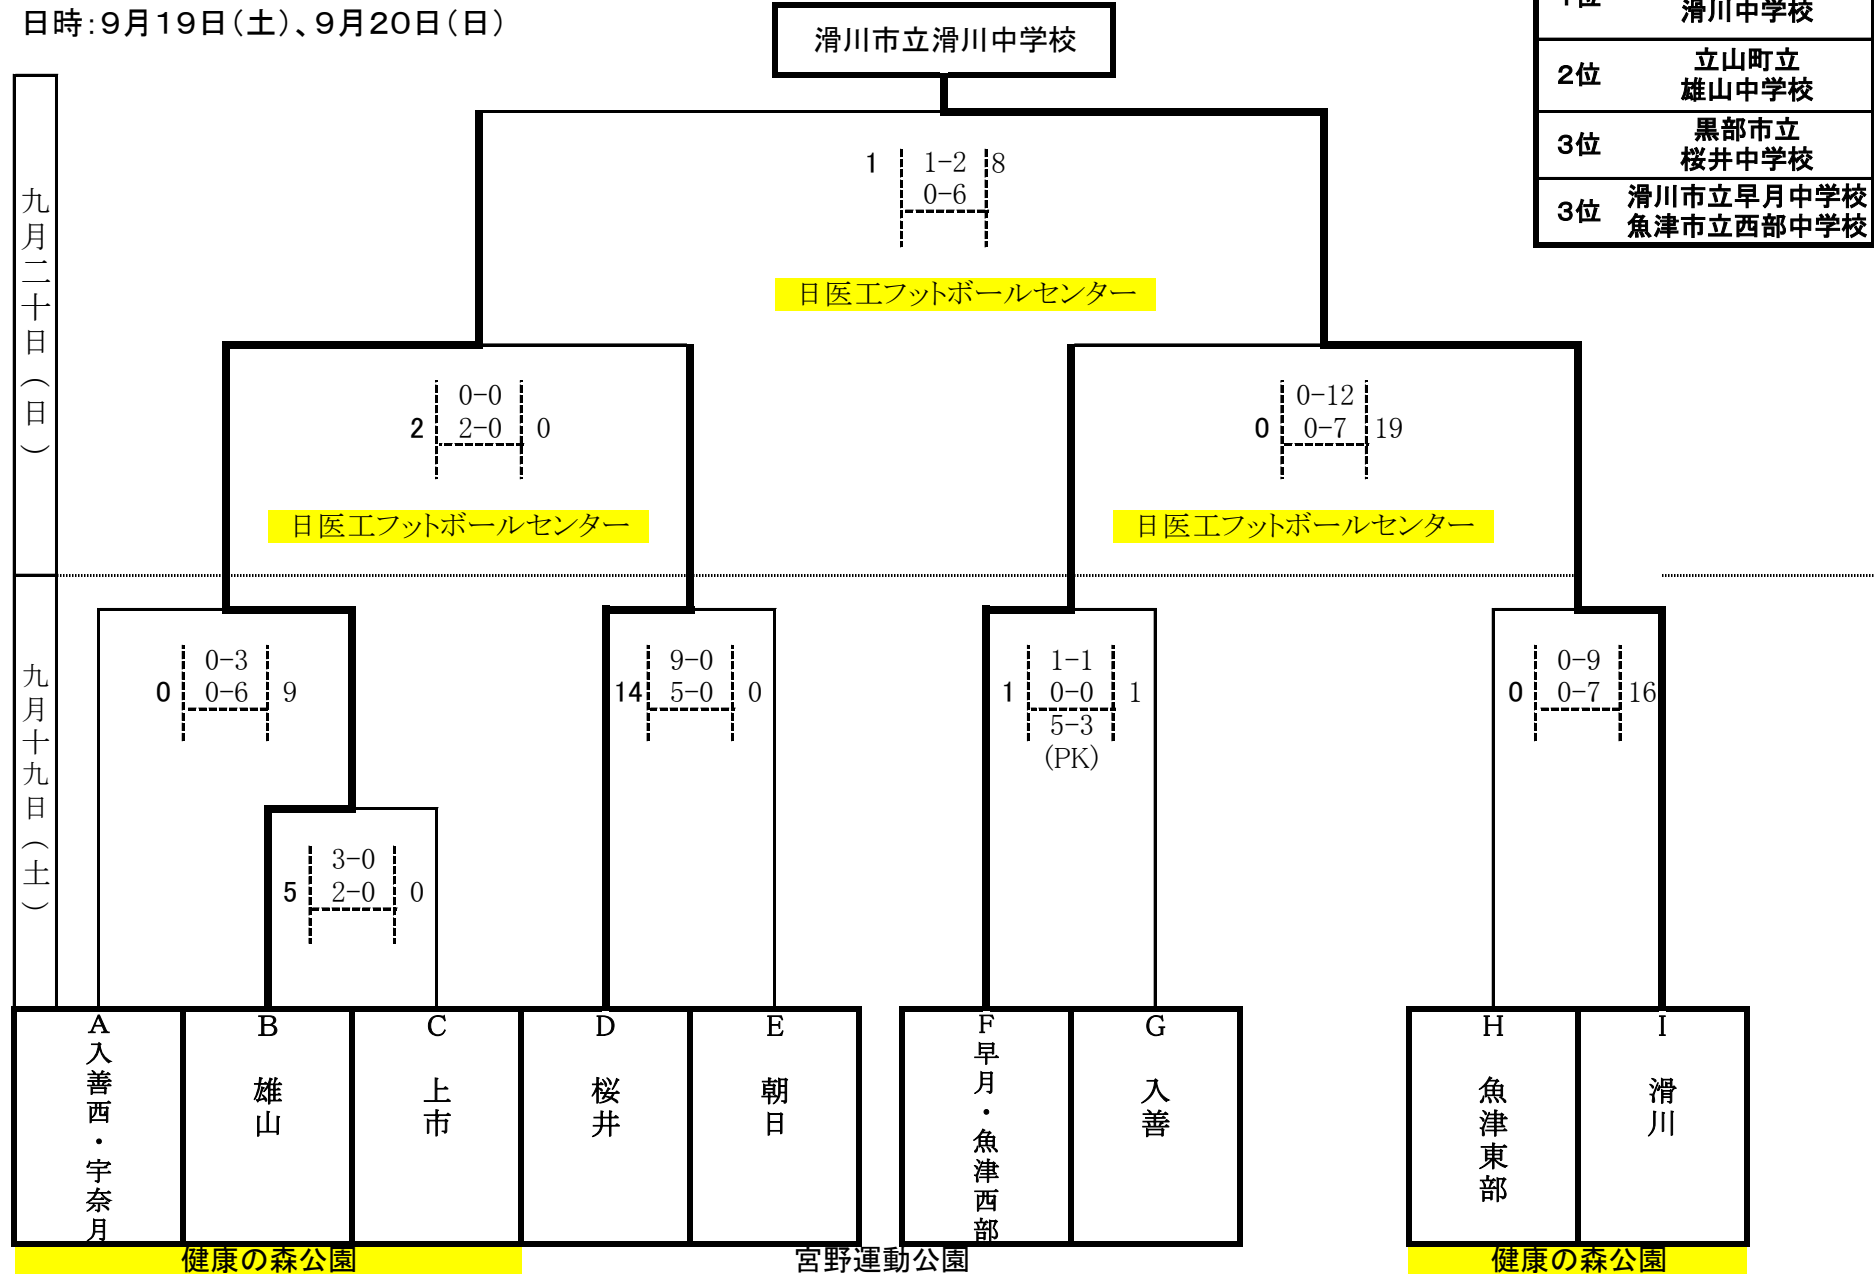 日時:9月19日(土)、9月20日(日)
滑川市立滑川中学校
滑川中学校
2位 立山町立
雄山中学校
3位 黒部市立
桜井中学校
3位 滑川市立早月中学校
魚津市立西部中学校
九月二十日(日)
1 1-2 8
0-6
日医工フットボールセンター
0-0
2 2-0 0
日医工フットボールセンター
0-12
0 0-7 19
日医工フットボールセンター
九月十九日(土)
0-3
0 0-6 9
9-0
14 5-0 0
1-1
1 0-0 1
5-3
(PK)
0-9
0 0-7 16
3-0
5 2-0 0
A 入善西・宇奈月
B 雄山
C 上市
D 桜井
E 朝日
F 早月・魚津西部
G 入善
H 魚津東部
I 滑川
健康の森公園
宮野運動公園
健康の森公園